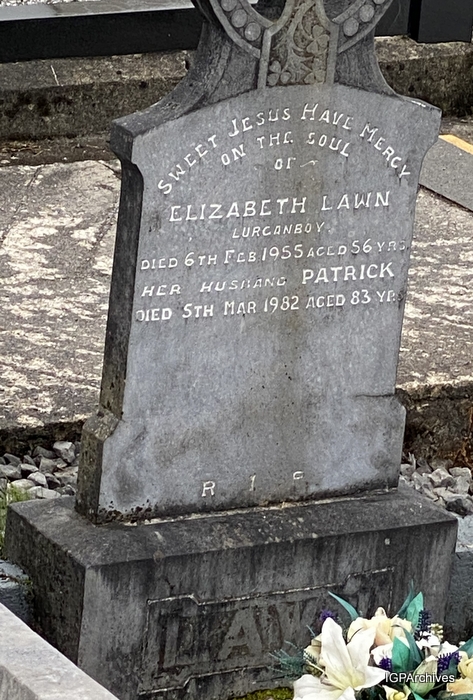 SWEET JESUS HAVE MERCY
ON THE SOUL
OF
ELIZABETH LAWN
LURGANBOY,
DIED 6TH FEB 1955 AGED 56 YRS
HER HUSBAND PATRICK
DIED 5TH MAR 1982 AGED 83 YRS
R I P
LAWN
IGPArchives